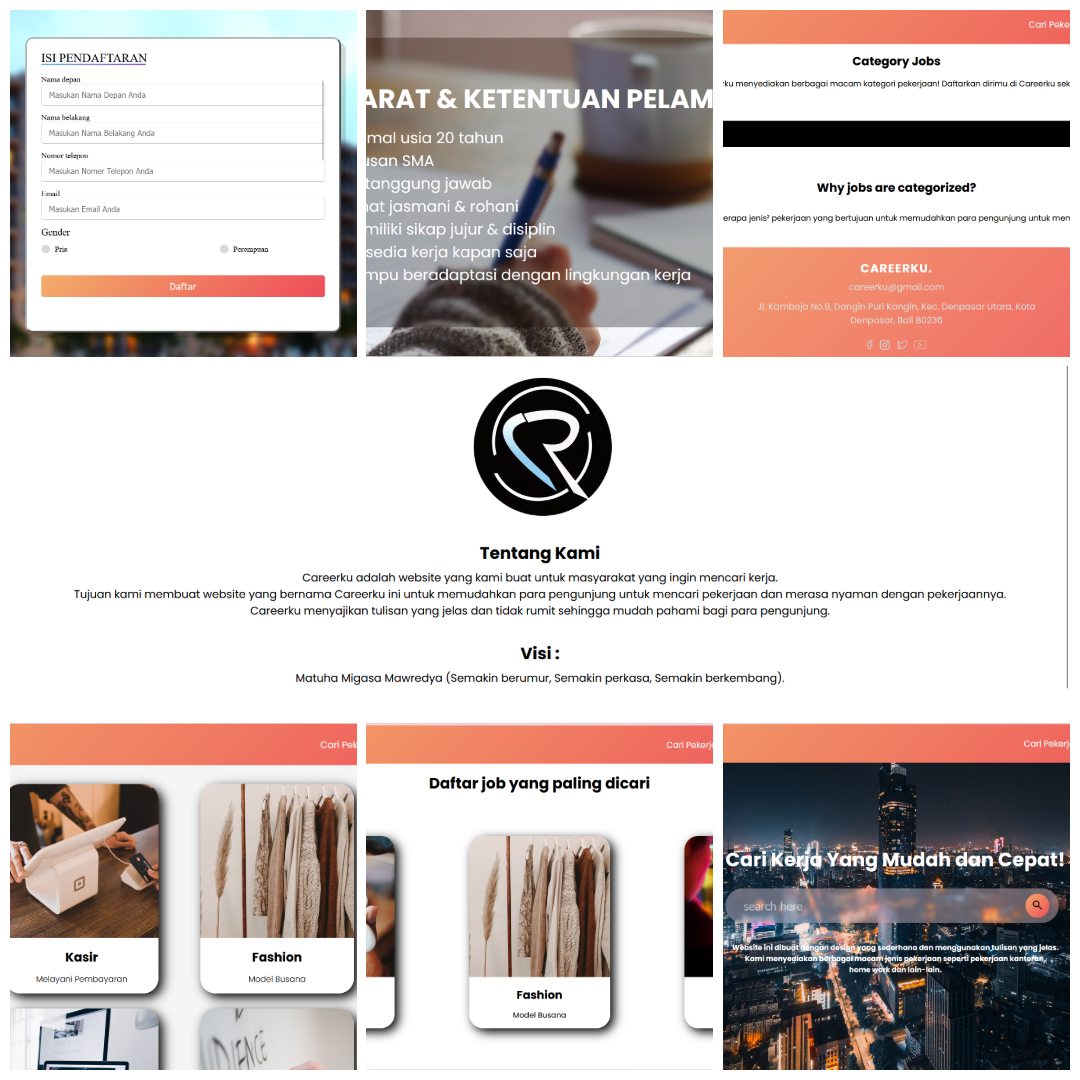 ISI PENDAFTARAN
Nama depan
Masukan Nama Depan Anda
Nama belakang
Masukan Nama Belakang Anda
Nomor telepon
Masukan Nomer Telepon Anda
Email
Masukan Email Anda
Gender
Pria
Perempuan
Daftar
ARAT & KETENTUAN PELAM
mal usia 20 tahun
usan SMA
tanggung jawab
at jasmani & rohani
miliki sikap jujur & disiplin
sedia kerja kapan saja
mpu beradaptasi dengan lingkungan kerja
Cari Peke
Category Jobs
ku menyediakan berbagai macam kategori pekerjaan! Daftarkan dirimu di Careerku sek
Why jobs are categorized?
erapa jenis² pekerjaan yang bertujuan untuk memudahkan para pengunjung untuk mem
CAREERKU.
careerku@gmail.com
Jl. Kamboja No.9, Dangin Puri Kangin, Kec. Denpasar Utara, Kota
Denpasar, Bali 80236
Tentang Kami
Careerku adalah website yang kami buat untuk masyarakat yang ingin mencari kerja.
Tujuan kami membuat website yang bernama Careerku ini untuk memudahkan para pengunjung untuk mencari pekerjaan dan merasa nyaman dengan pekerjaannya.
Careerku menyajikan tulisan yang jelas dan tidak rumit sehingga mudah pahami bagi para pengunjung.
Visi :
Matuha Migasa Mawredya (Semakin berumur, Semakin perkasa, Semakin berkembang).
Cari Pek
Kasir
Melayani Pembayaran
Fashion
Model Busana
Cari Pekerj
Daftar job yang paling dicari
Fashion
Model Busana
Cari Pekerj
Cari Kerja Yang Mudah dan Cepat!
search here
Website ini dibuat dengan design yang sederhana dan menggunakan tulisan yang jelas.
Kami menyediakan berbagai macam jenis pekerjaan seperti pekerjaan kantoran,
home work dan lain-lain.